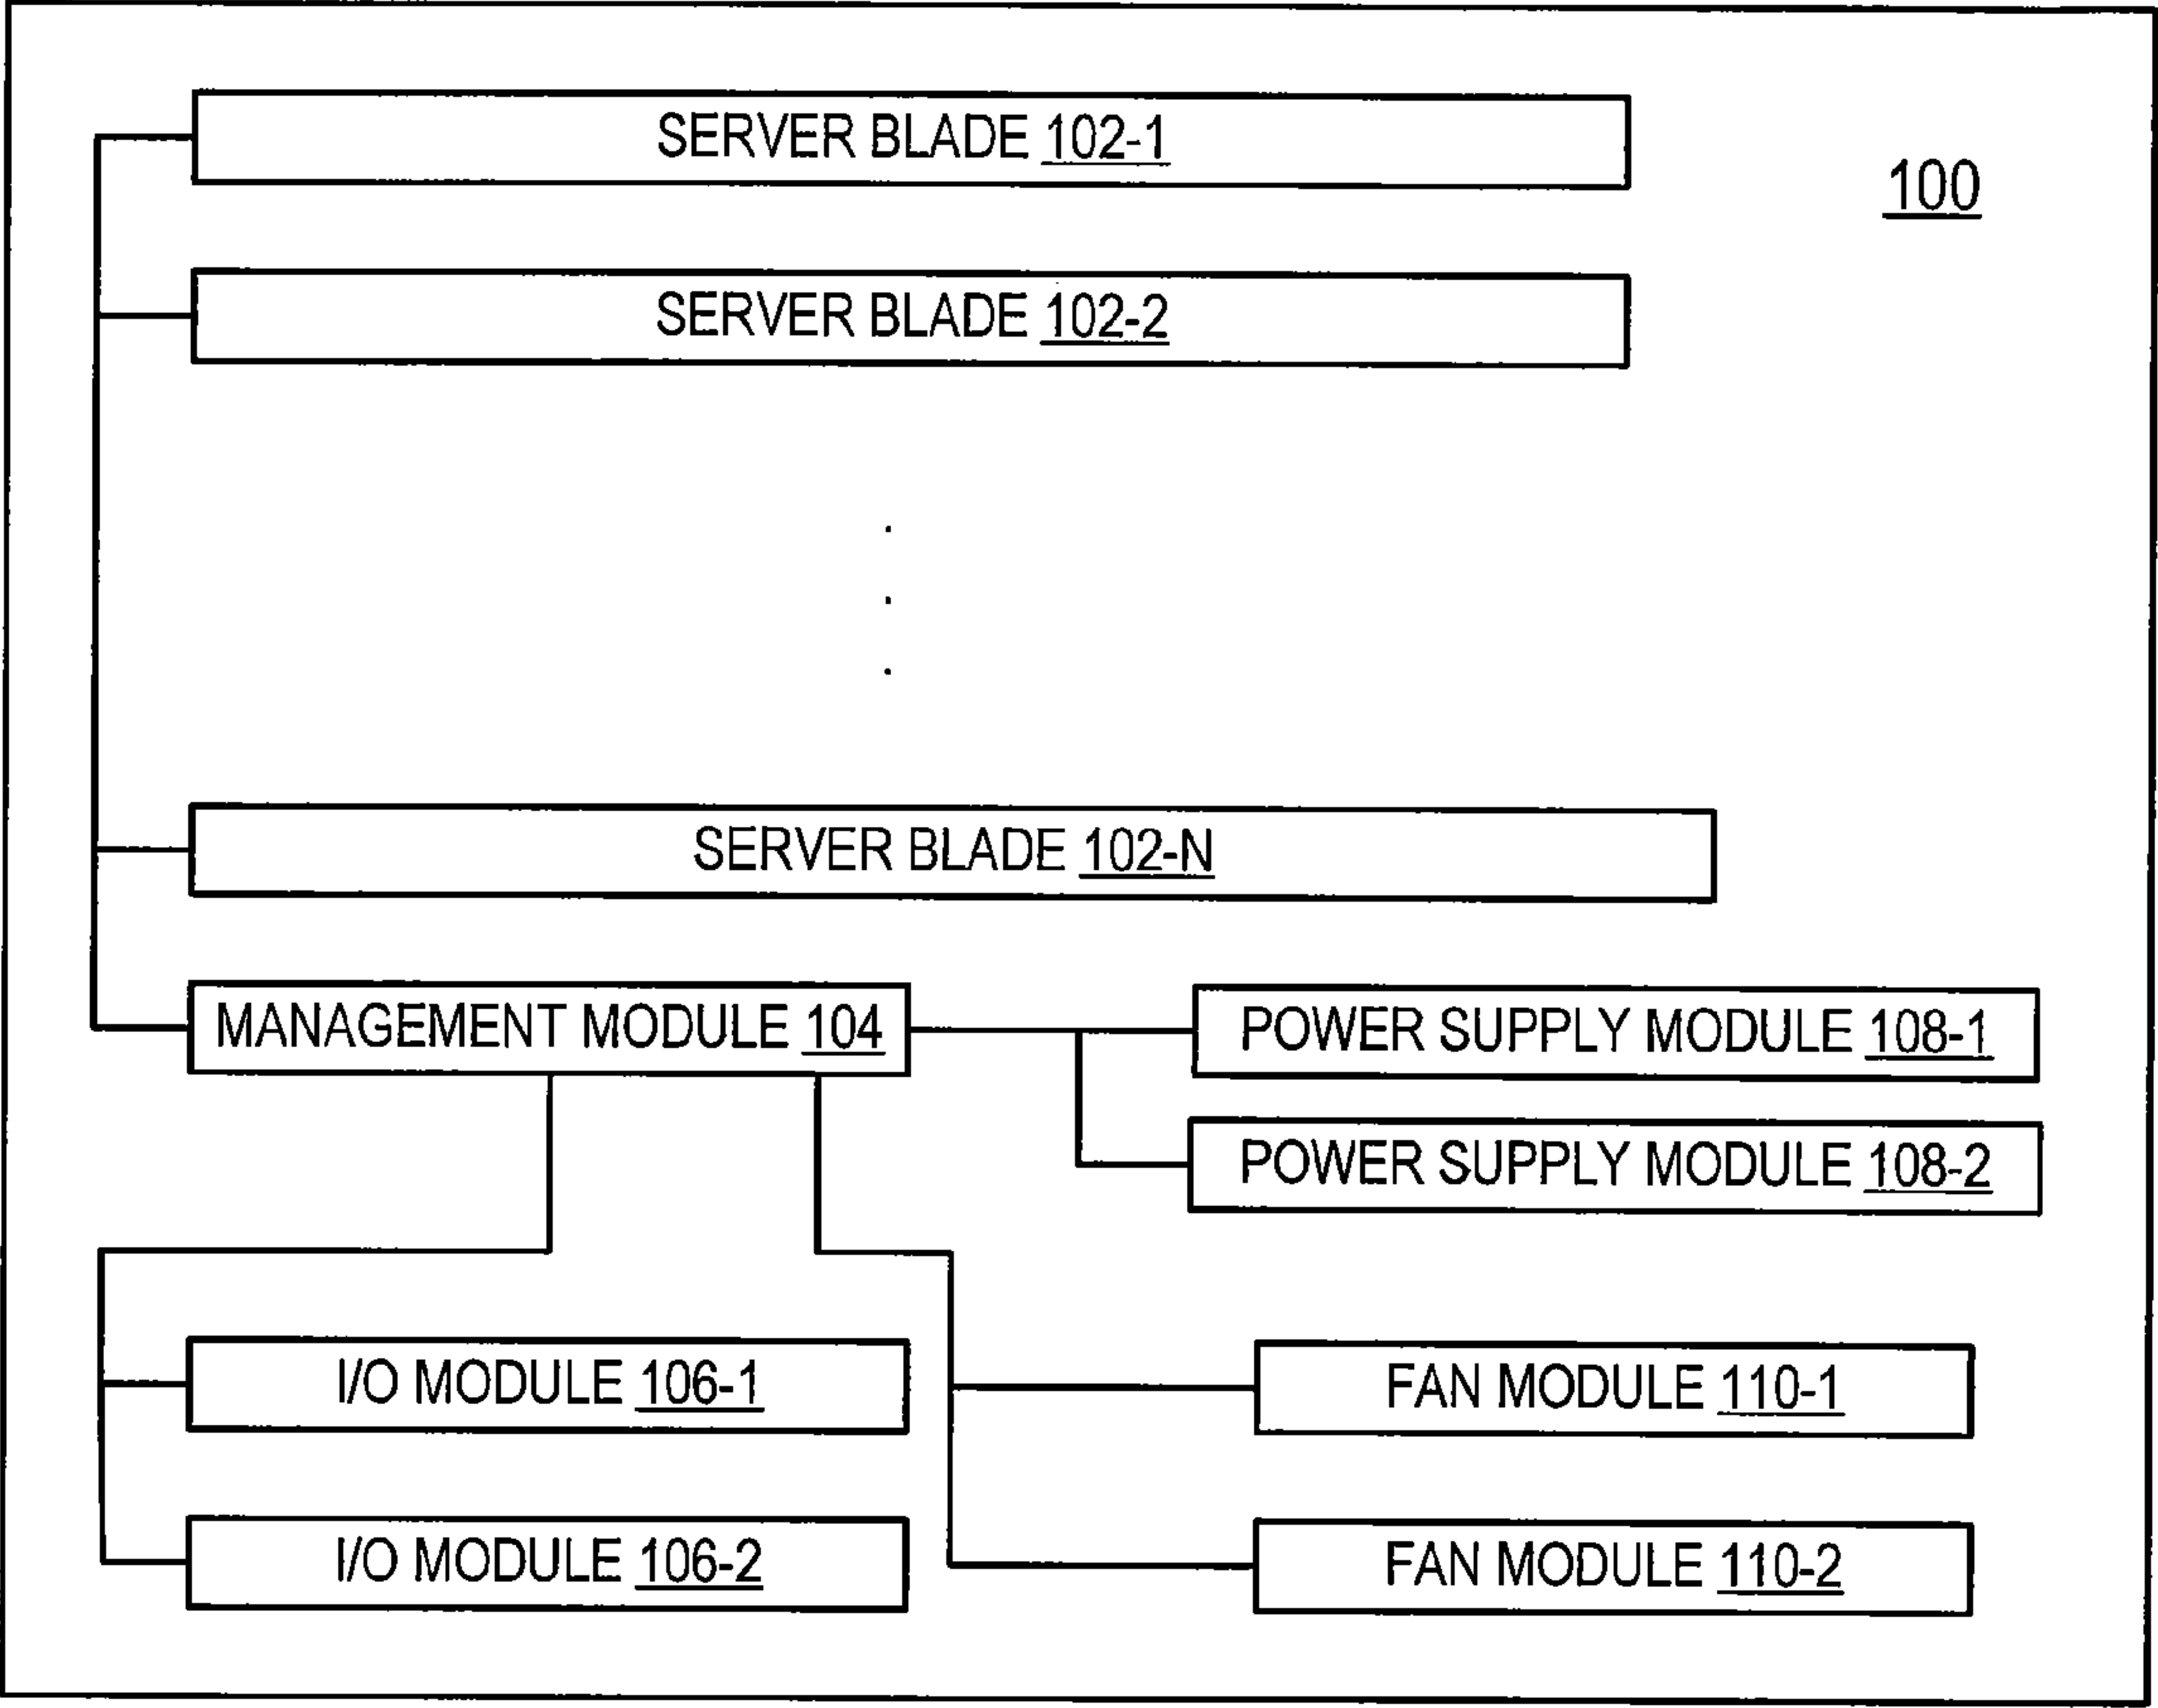 SERVER BLADE 102-1
100
SERVER BLADE 102-2
SERVER BLADE 102-N
MANAGEMENT MODULE 104
POWER SUPPLY MODULE 108-1
POWER SUPPLY MODULE 108-2
I/O MODULE 106-1
FAN MODULE 110-1
I/O MODULE 106-2
FAN MODULE 110-2